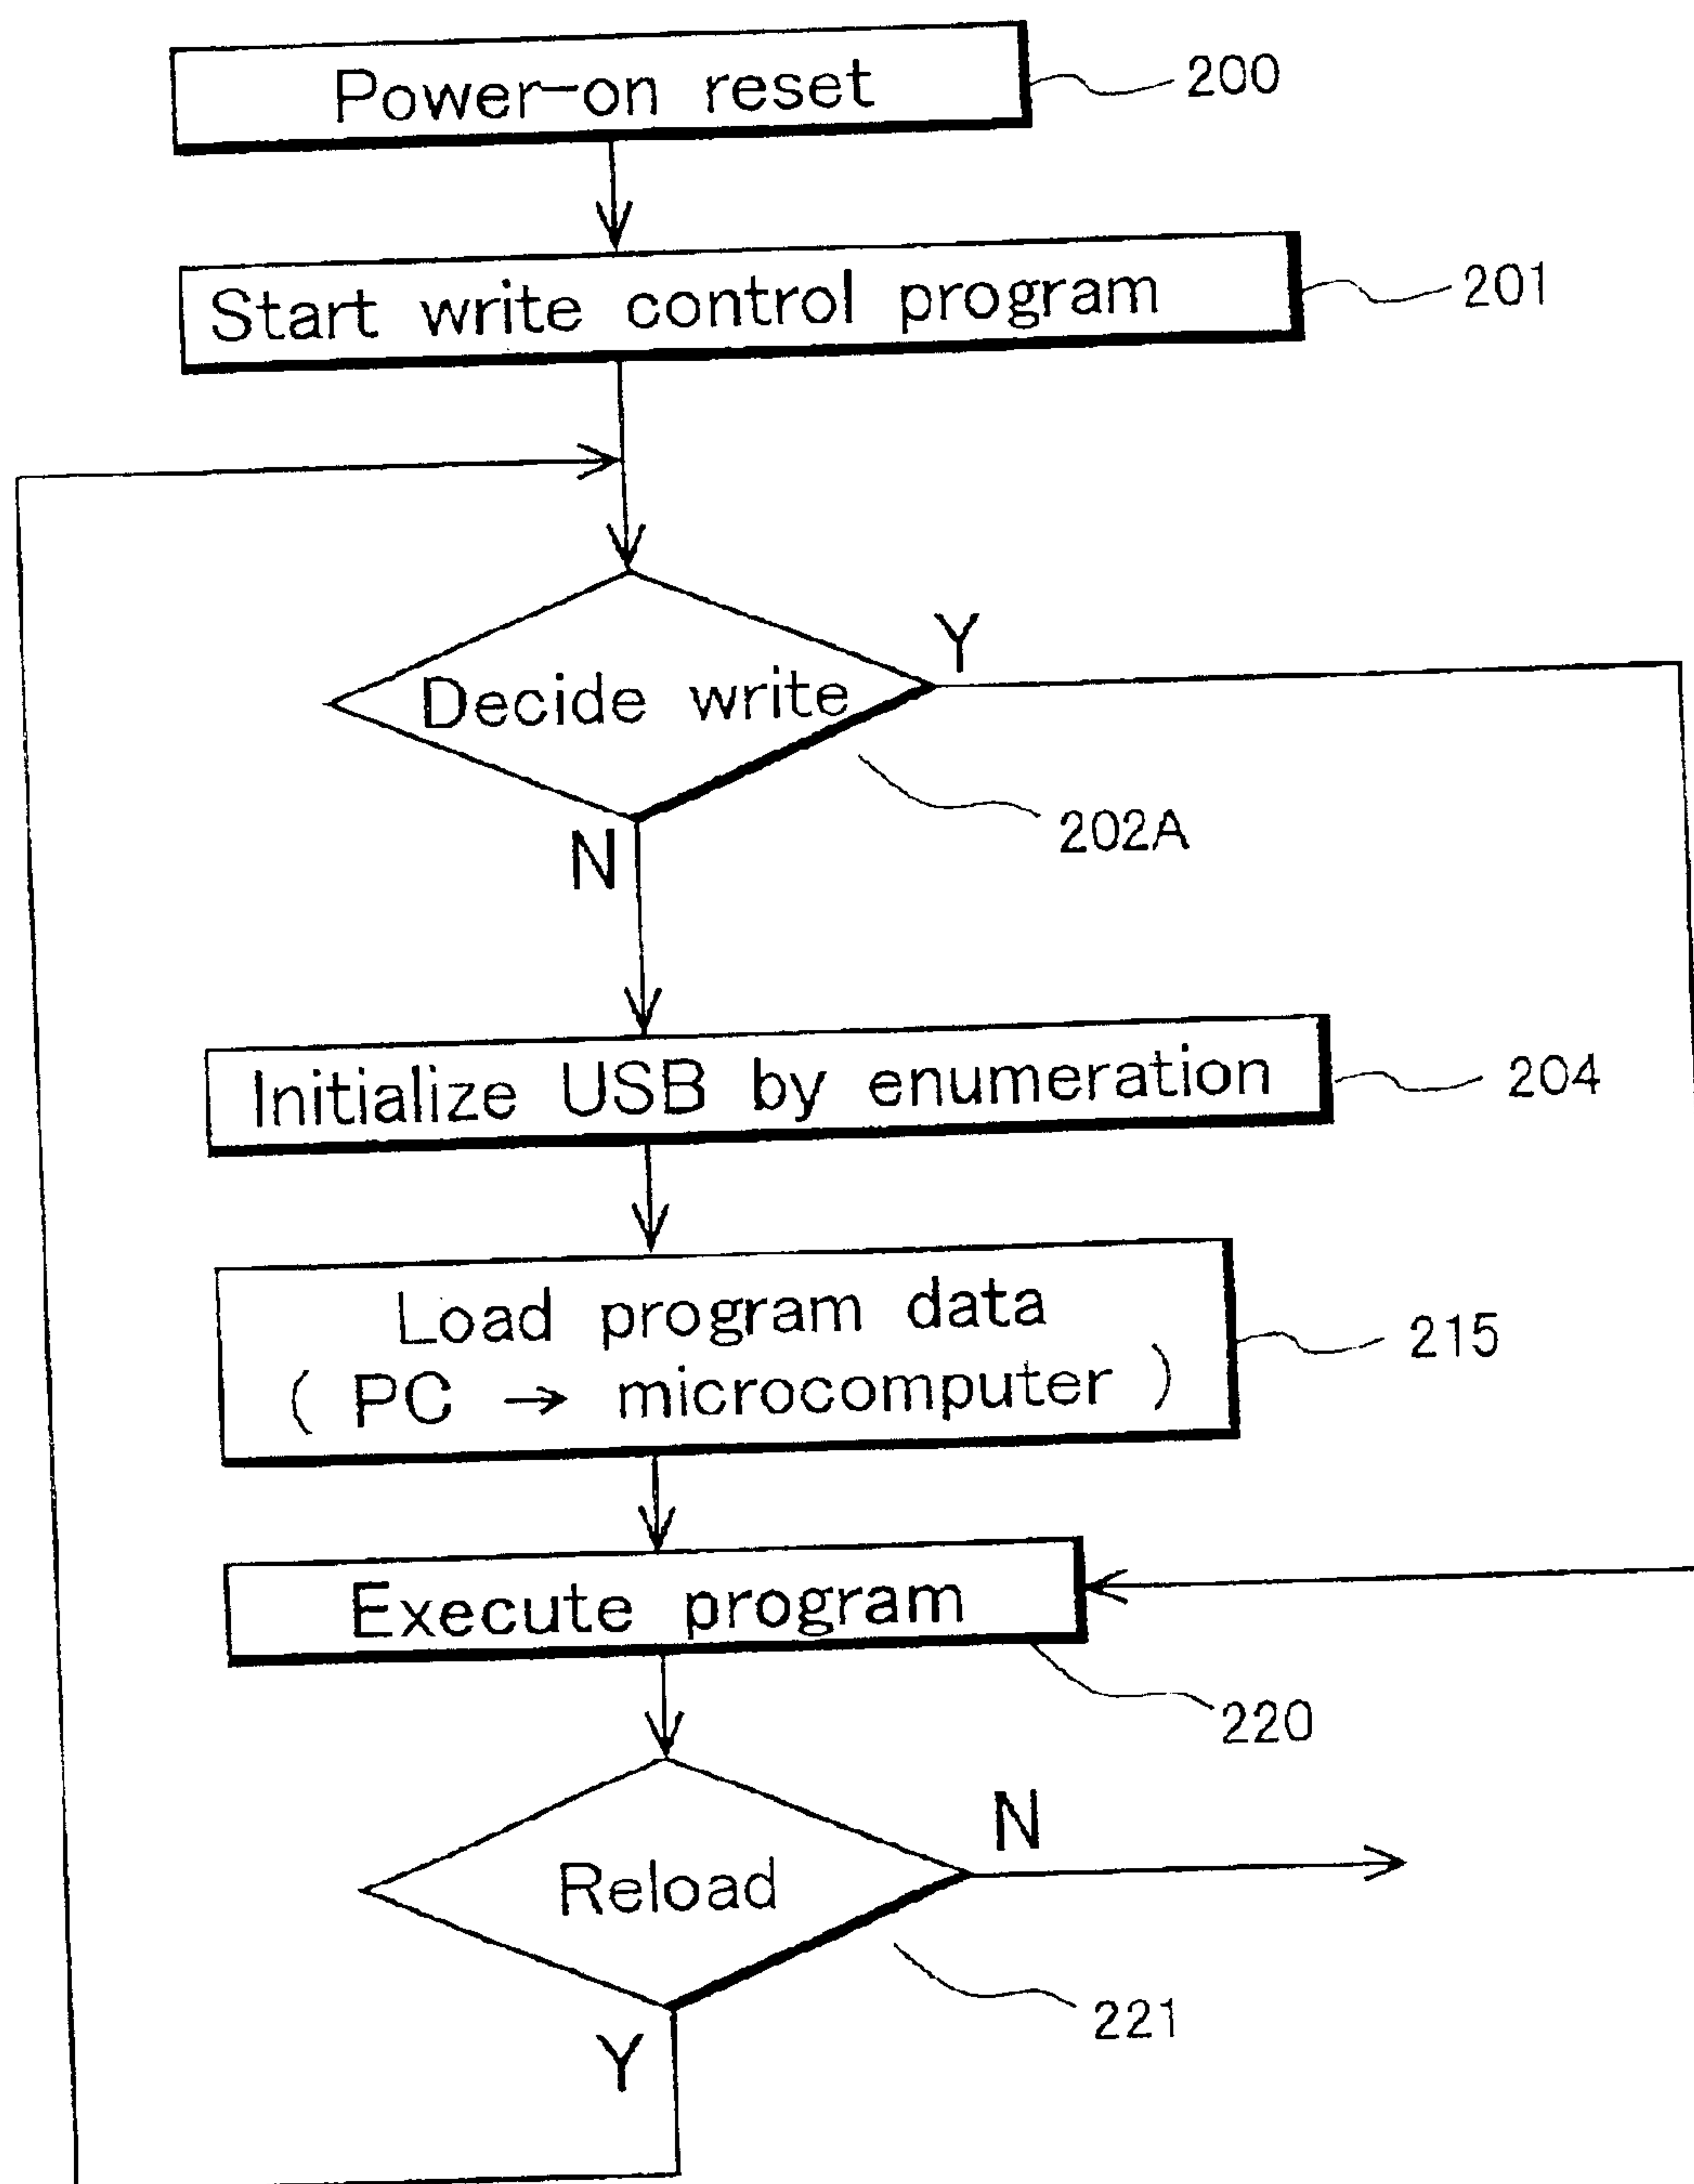 Power-on reset
200
Start write control program
201
Y
Decide write
202A
N
Initialize USB by enumeration
204
Load program data
( PC → microcomputer )
215
Execute program
220
N
Reload
221
Y